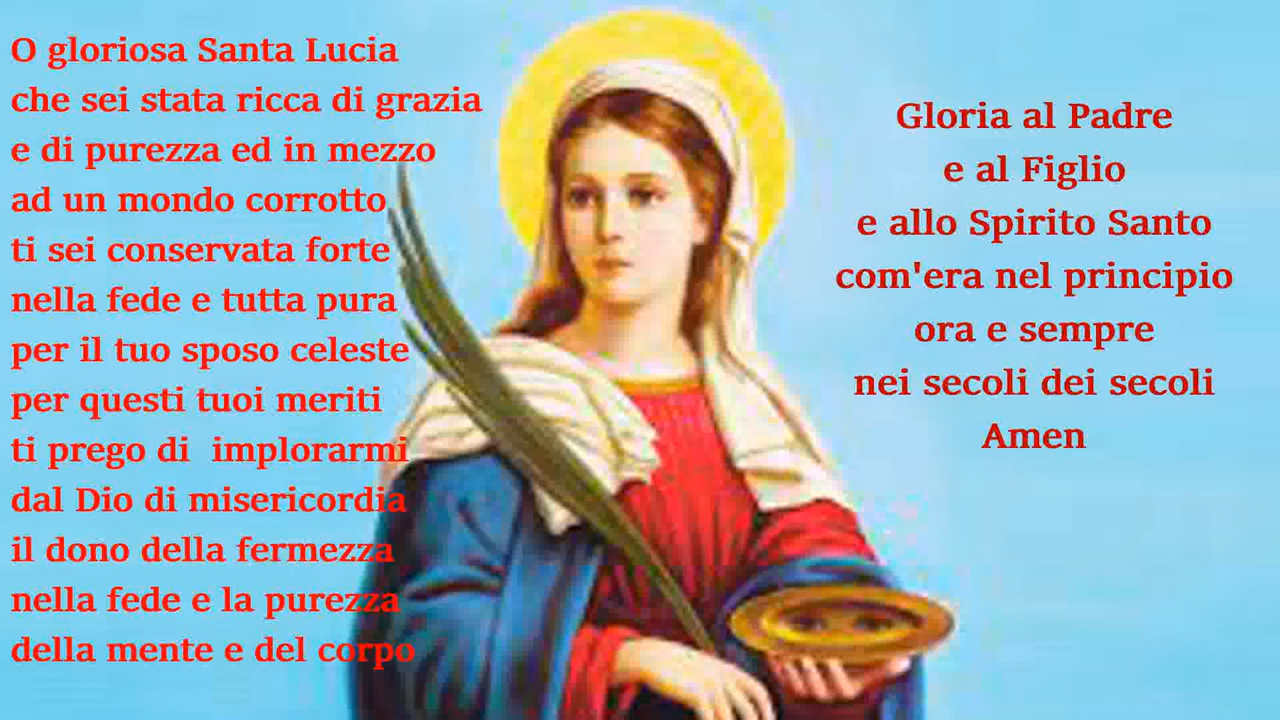 O gloriosa Santa Lucia
che sei stata ricca di grazia
e di purezza ed in mezzo
ad un mondo corrotto
ti sei conservata forte
nella fede e tutta pura
per il tuo sposo celeste
per questi tuoi meriti
ti prego di  implorarmi
dal Dio di misericordia
il dono della fermezza
nella fede e la purezza
della mente e del corpo
Gloria al Padre
e al Figlio
e allo Spirito Santo
com'era nel principio
ora e sempre
nei secoli dei secoli
Amen